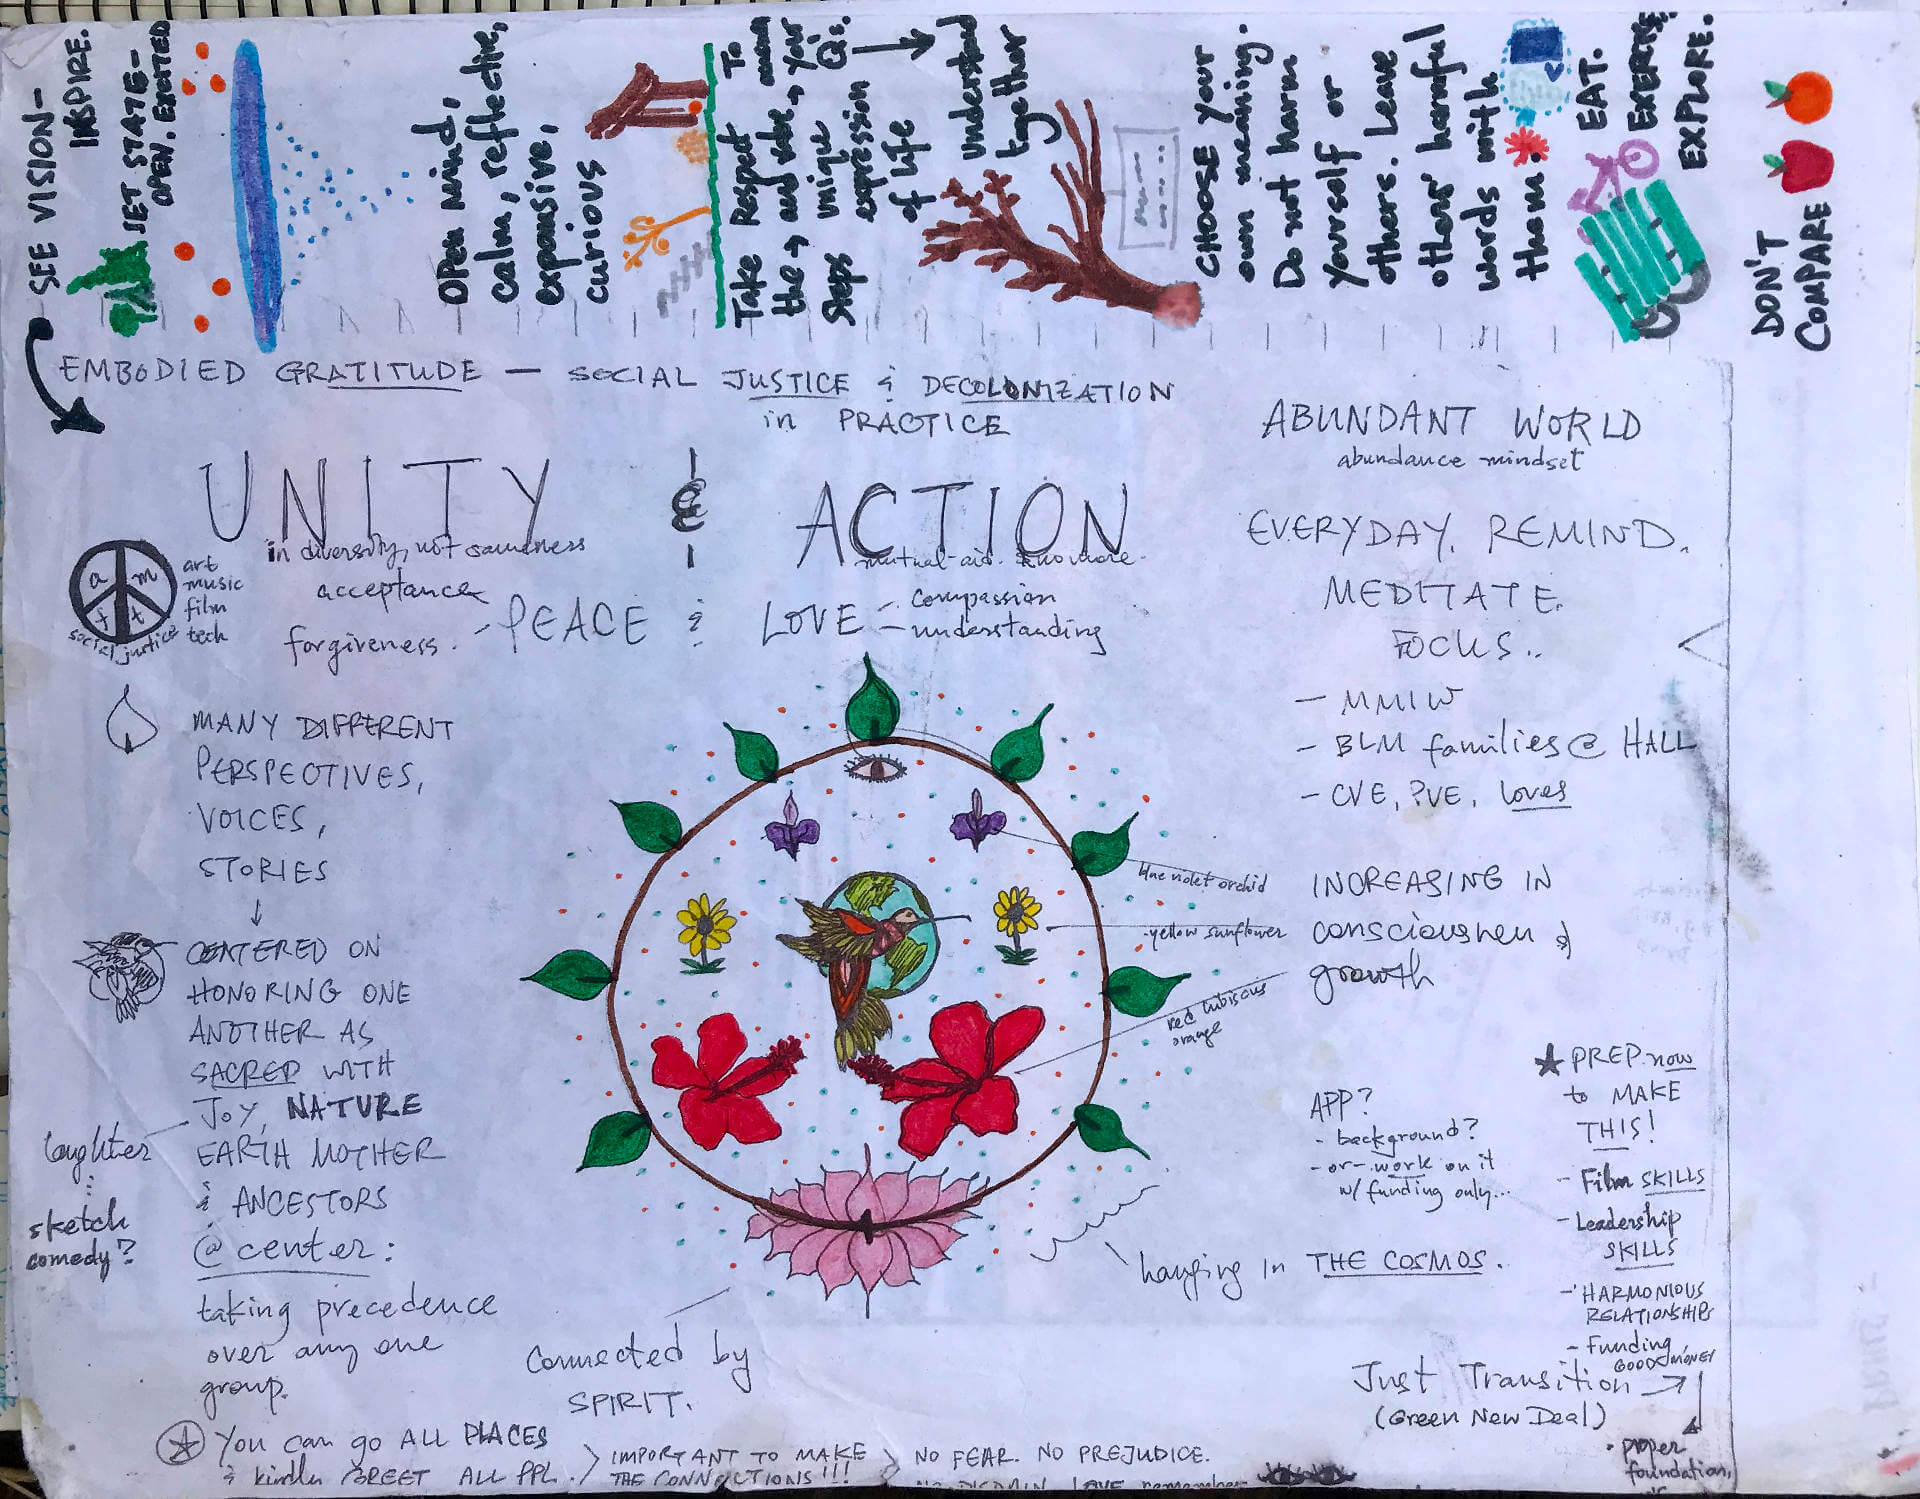 SEE VISION-
INSPIRE.
SET STATE-
OPEN. EXCITED
OPEN mind,
calm, reflective,
expansive,
curious
Take Respect To
the → and vibe → own
Steps unique your
expression Q's.
of life
understand
together
CHOOSE your
own meaning.
Do not harm
yourself or
others. Leave
others' harmful
words with
them.
EAT.
EXERCISE
EXPLORE.
DON'T
COMPARE
EMBODIED GRATITUDE — SOCIAL JUSTICE & DECOLONIZATION
in PRACTICE
UNITY & ACTION
in diversity, not sameness
acceptance
forgiveness. - PEACE & LOVE - compassion
- understanding
mutual-aid. know more.
a m
f t
social justice
art
music
film
tech
MANY DIFFERENT
PERSPECTIVES,
VOICES,
STORIES
↓
CENTERED ON
HONORING ONE
ANOTHER AS
SACRED WITH
JOY, NATURE
EARTH MOTHER
& ANCESTORS
@ center:
taking precedence
over any one
group.
laughter
...
sketch
comedy?
blue violet orchid
yellow sunflower
red hibiscus
orange
Connected by
SPIRIT.
hanging in THE COSMOS.
ABUNDANT WORLD
abundance mindset
EVERYDAY. REMIND.
MEDITATE.
FOCUS..
- MMIW
- BLM families @ HALL
- CVE, PVE, loves
INCREASING IN
consciousness &
growth
APP?
- background?
-or- work on it
w/ funding only...
★ PREP now
to MAKE
THIS!
- Film SKILLS
- Leadership
SKILLS
- HARMONIOUS
RELATIONSHIPS
- Funding,
GOOD MONEY
Just Transition →
(Green New Deal)
• proper
foundation,
You can go ALL PLACES
& kindly GREET ALL PPL.
IMPORTANT TO MAKE
THE CONNECTIONS!!!
NO FEAR. NO PREJUDICE.
NO DISDAIN LOVE remember